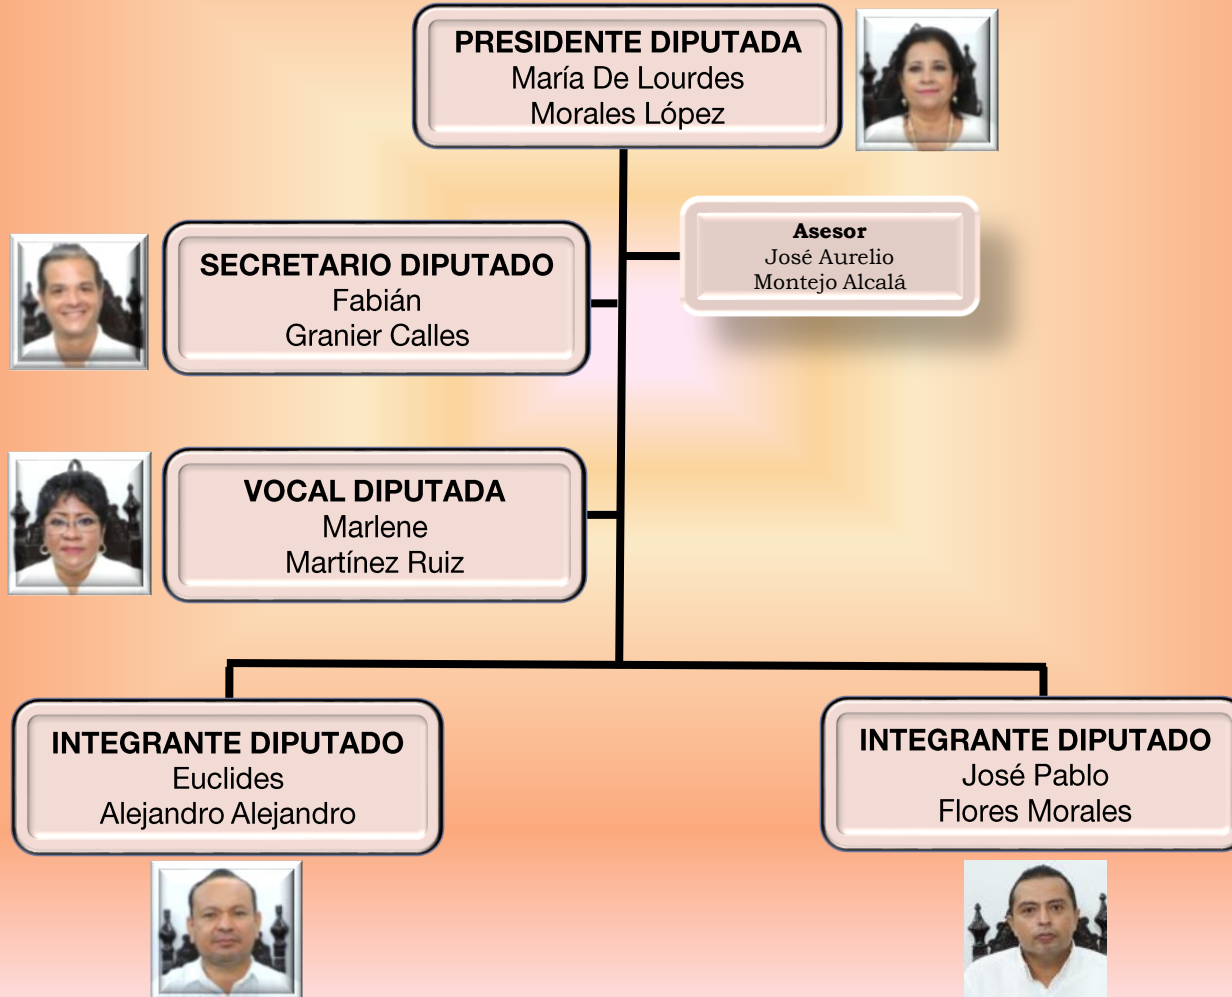 PRESIDENTE DIPUTADA
María De Lourdes
Morales López
Asesor
José Aurelio
Montejo Alcalá
SECRETARIO DIPUTADO
Fabián
Granier Calles
VOCAL DIPUTADA
Marlene
Martínez Ruiz
INTEGRANTE DIPUTADO
Euclides
Alejandro Alejandro
INTEGRANTE DIPUTADO
José Pablo
Flores Morales